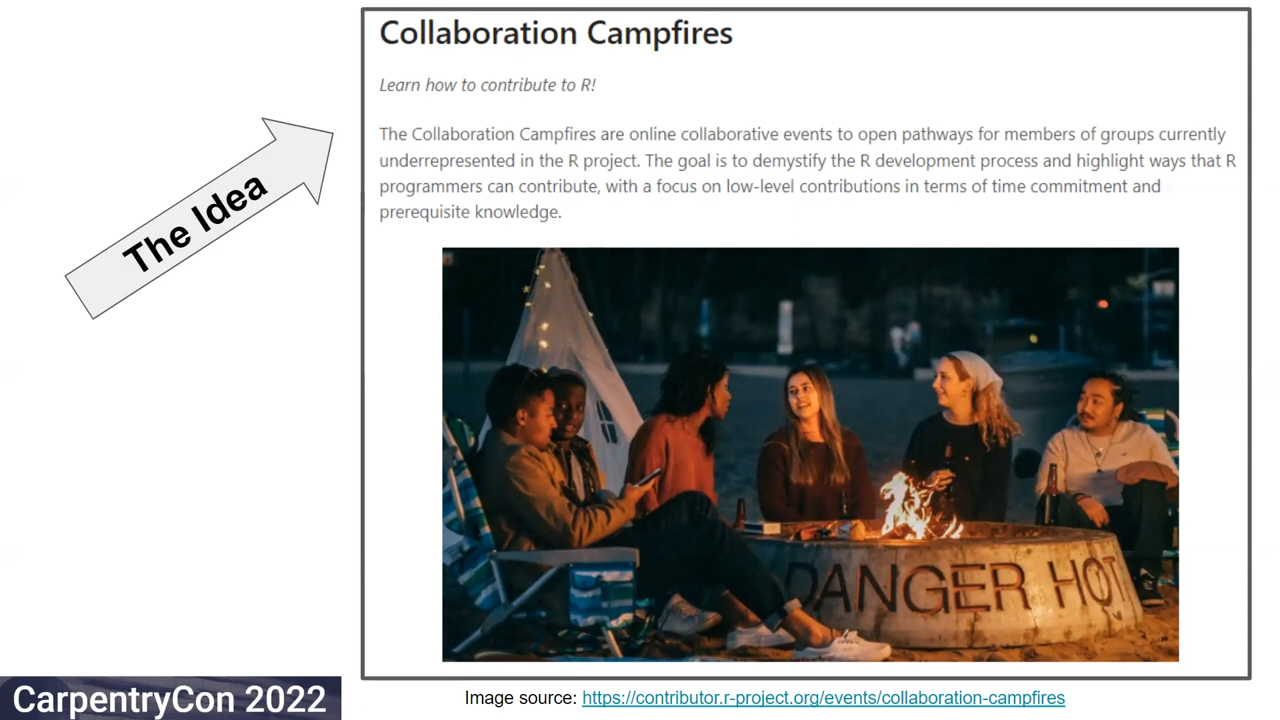 Collaboration Campfires
Learn how to contribute to R!
The Collaboration Campfires are online collaborative events to open pathways for members of groups currently
underrepresented in the R project. The goal is to demystify the R development process and highlight ways that R
programmers can contribute, with a focus on low-level contributions in terms of time commitment and
prerequisite knowledge.
The Idea
DANGER HOT
CarpentryCon 2022
Image source: https://contributor.r-project.org/events/collaboration-campfires